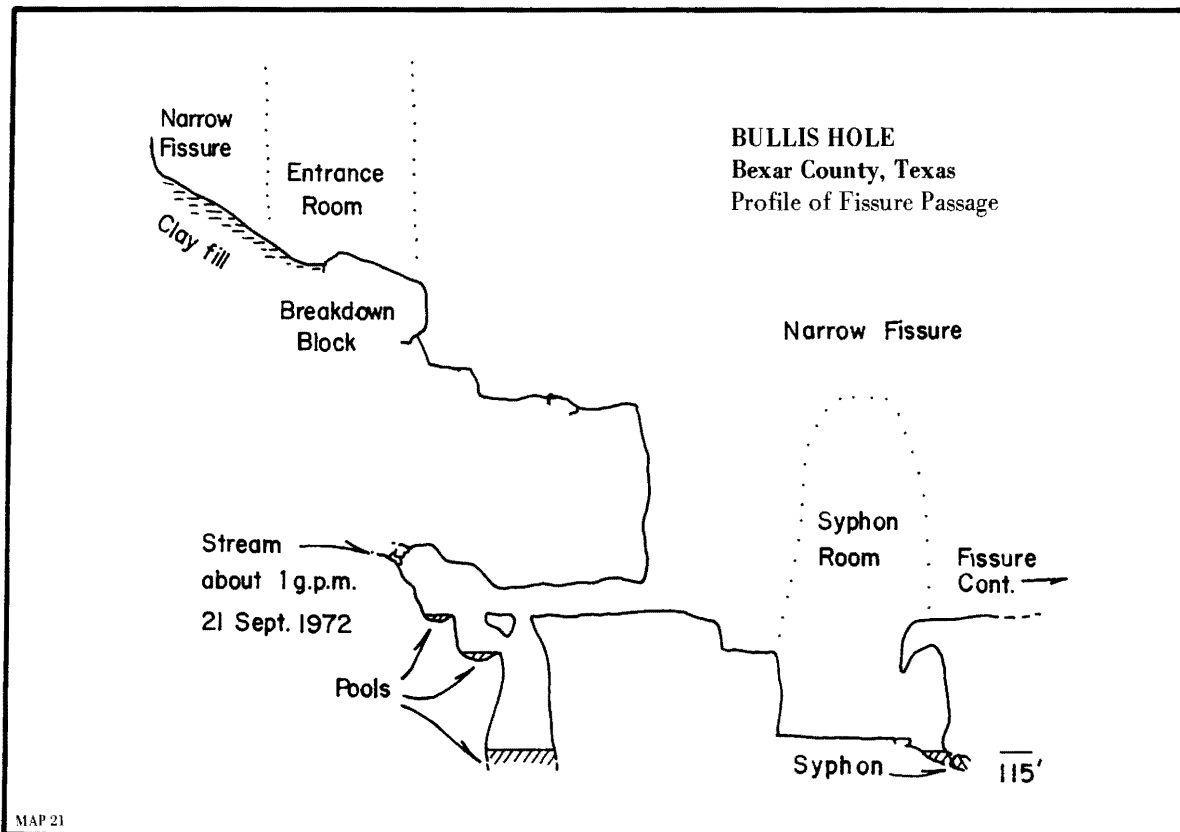 BULLIS HOLE
Bexar County, Texas
Profile of Fissure Passage
Narrow
Fissure
Entrance
Room
Clay fill
Breakdown
Block
Narrow Fissure
Syphon
Room
Fissure
Cont.
Stream
about 1 g.p.m.
21 Sept. 1972
Pools
Syphon
115'
MAP 21